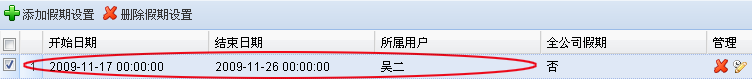 添加假期设置 删除假期设置
开始日期 结束日期 所属用户 全公司假期 管理
1 2009-11-17 00:00:00 2009-11-26 00:00:00 吴二 否